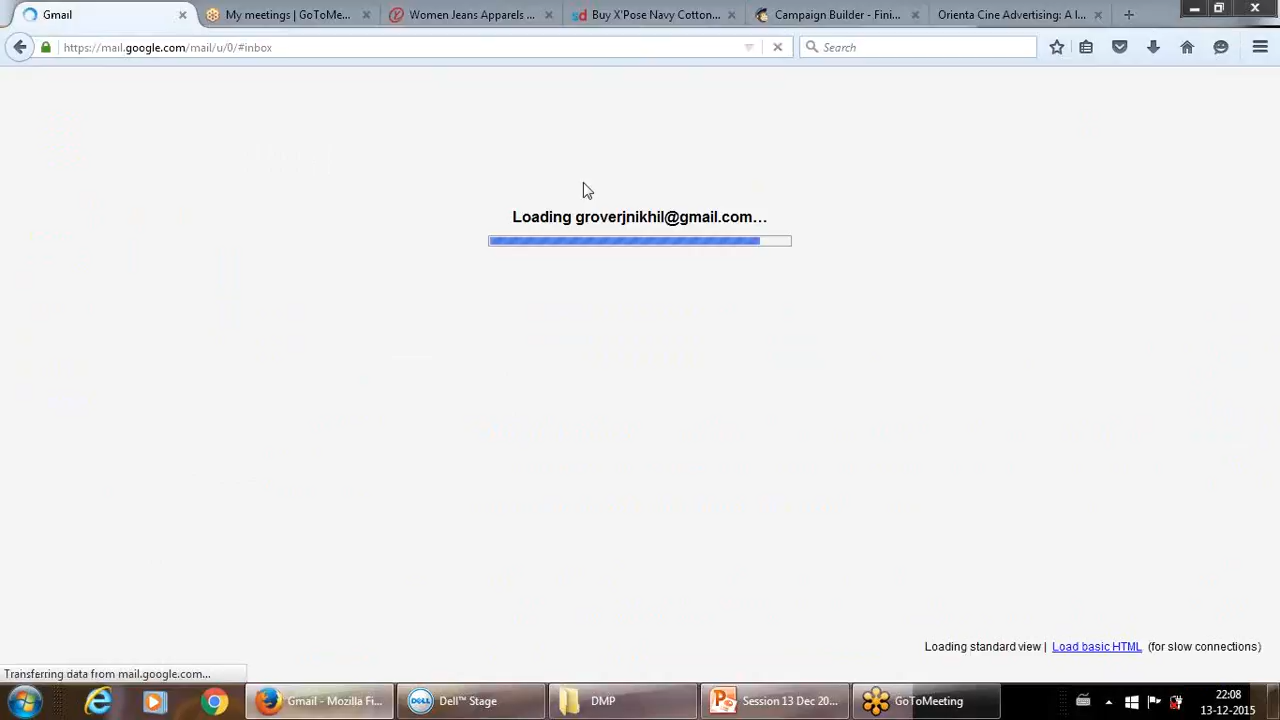 Gmail
My meetings | GoToMe...
Women Jeans Apparels ...
sd Buy X'Pose Navy Cotton...
Campaign Builder - Fini...
Orienta Cine Advertising: A l...
https://mail.google.com/mail/u/0/#inbox
Search
Loading groverjnikhil@gmail.com…
Loading standard view | Load basic HTML (for slow connections)
Transferring data from mail.google.com...
Gmail - Mozilla Fi...
DELL Dell™ Stage
DMP
Session 13 Dec 20...
GoToMeeting
22:08
13-12-2015